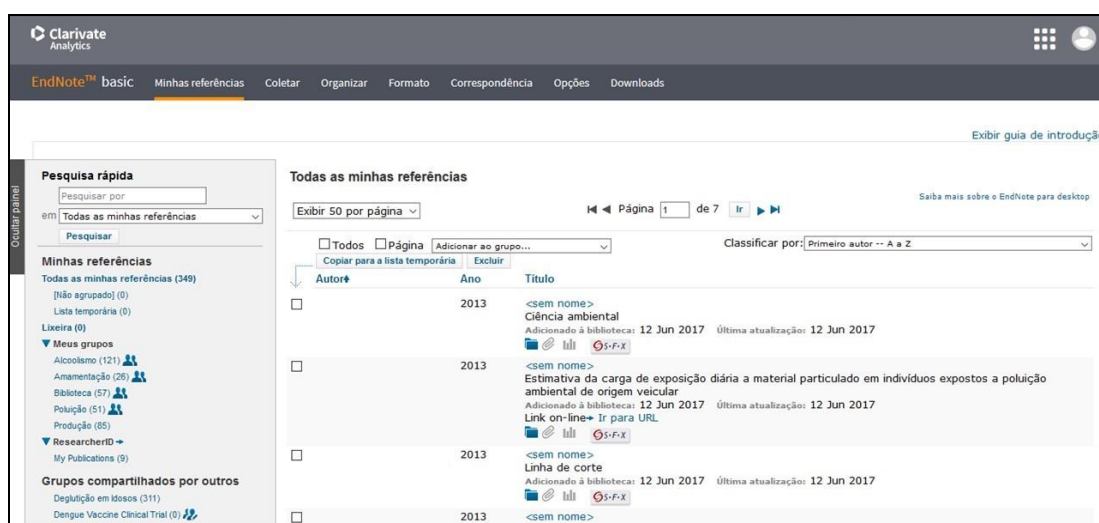 Clarivate
Analytics
EndNote™ basic Minhas referências Coletar Organizar Formato Correspondência Opções Downloads
Exibir guia de introduçã
Ocultar painel
Pesquisa rápida
Pesquisar por
em Todas as minhas referências
Pesquisar
Minhas referências
Todas as minhas referências (349)
[Não agrupado] (0)
Lista temporária (0)
Lixeira (0)
Meus grupos
Alcoolismo (121)
Amamentação (26)
Biblioteca (57)
Poluição (51)
Produção (85)
ResearcherID
My Publications (9)
Grupos compartilhados por outros
Deglutição em Idosos (311)
Dengue Vaccine Clinical Trial (0)
Todas as minhas referências
Exibir 50 por página Página 1 de 7 Ir
Saiba mais sobre o EndNote para desktop
Todos Página Adicionar ao grupo... Classificar por: Primeiro autor -- A a Z
Copiar para a lista temporária Excluir
Autor Ano Título
2013 <sem nome>
Ciência ambiental
Adicionado à biblioteca: 12 Jun 2017 Última atualização: 12 Jun 2017
S·F·X
2013 <sem nome>
Estimativa da carga de exposição diária a material particulado em indivíduos expostos a poluição
ambiental de origem veicular
Adicionado à biblioteca: 12 Jun 2017 Última atualização: 12 Jun 2017
Link on-line Ir para URL
S·F·X
2013 <sem nome>
Linha de corte
Adicionado à biblioteca: 12 Jun 2017 Última atualização: 12 Jun 2017
S·F·X
2013 <sem nome>